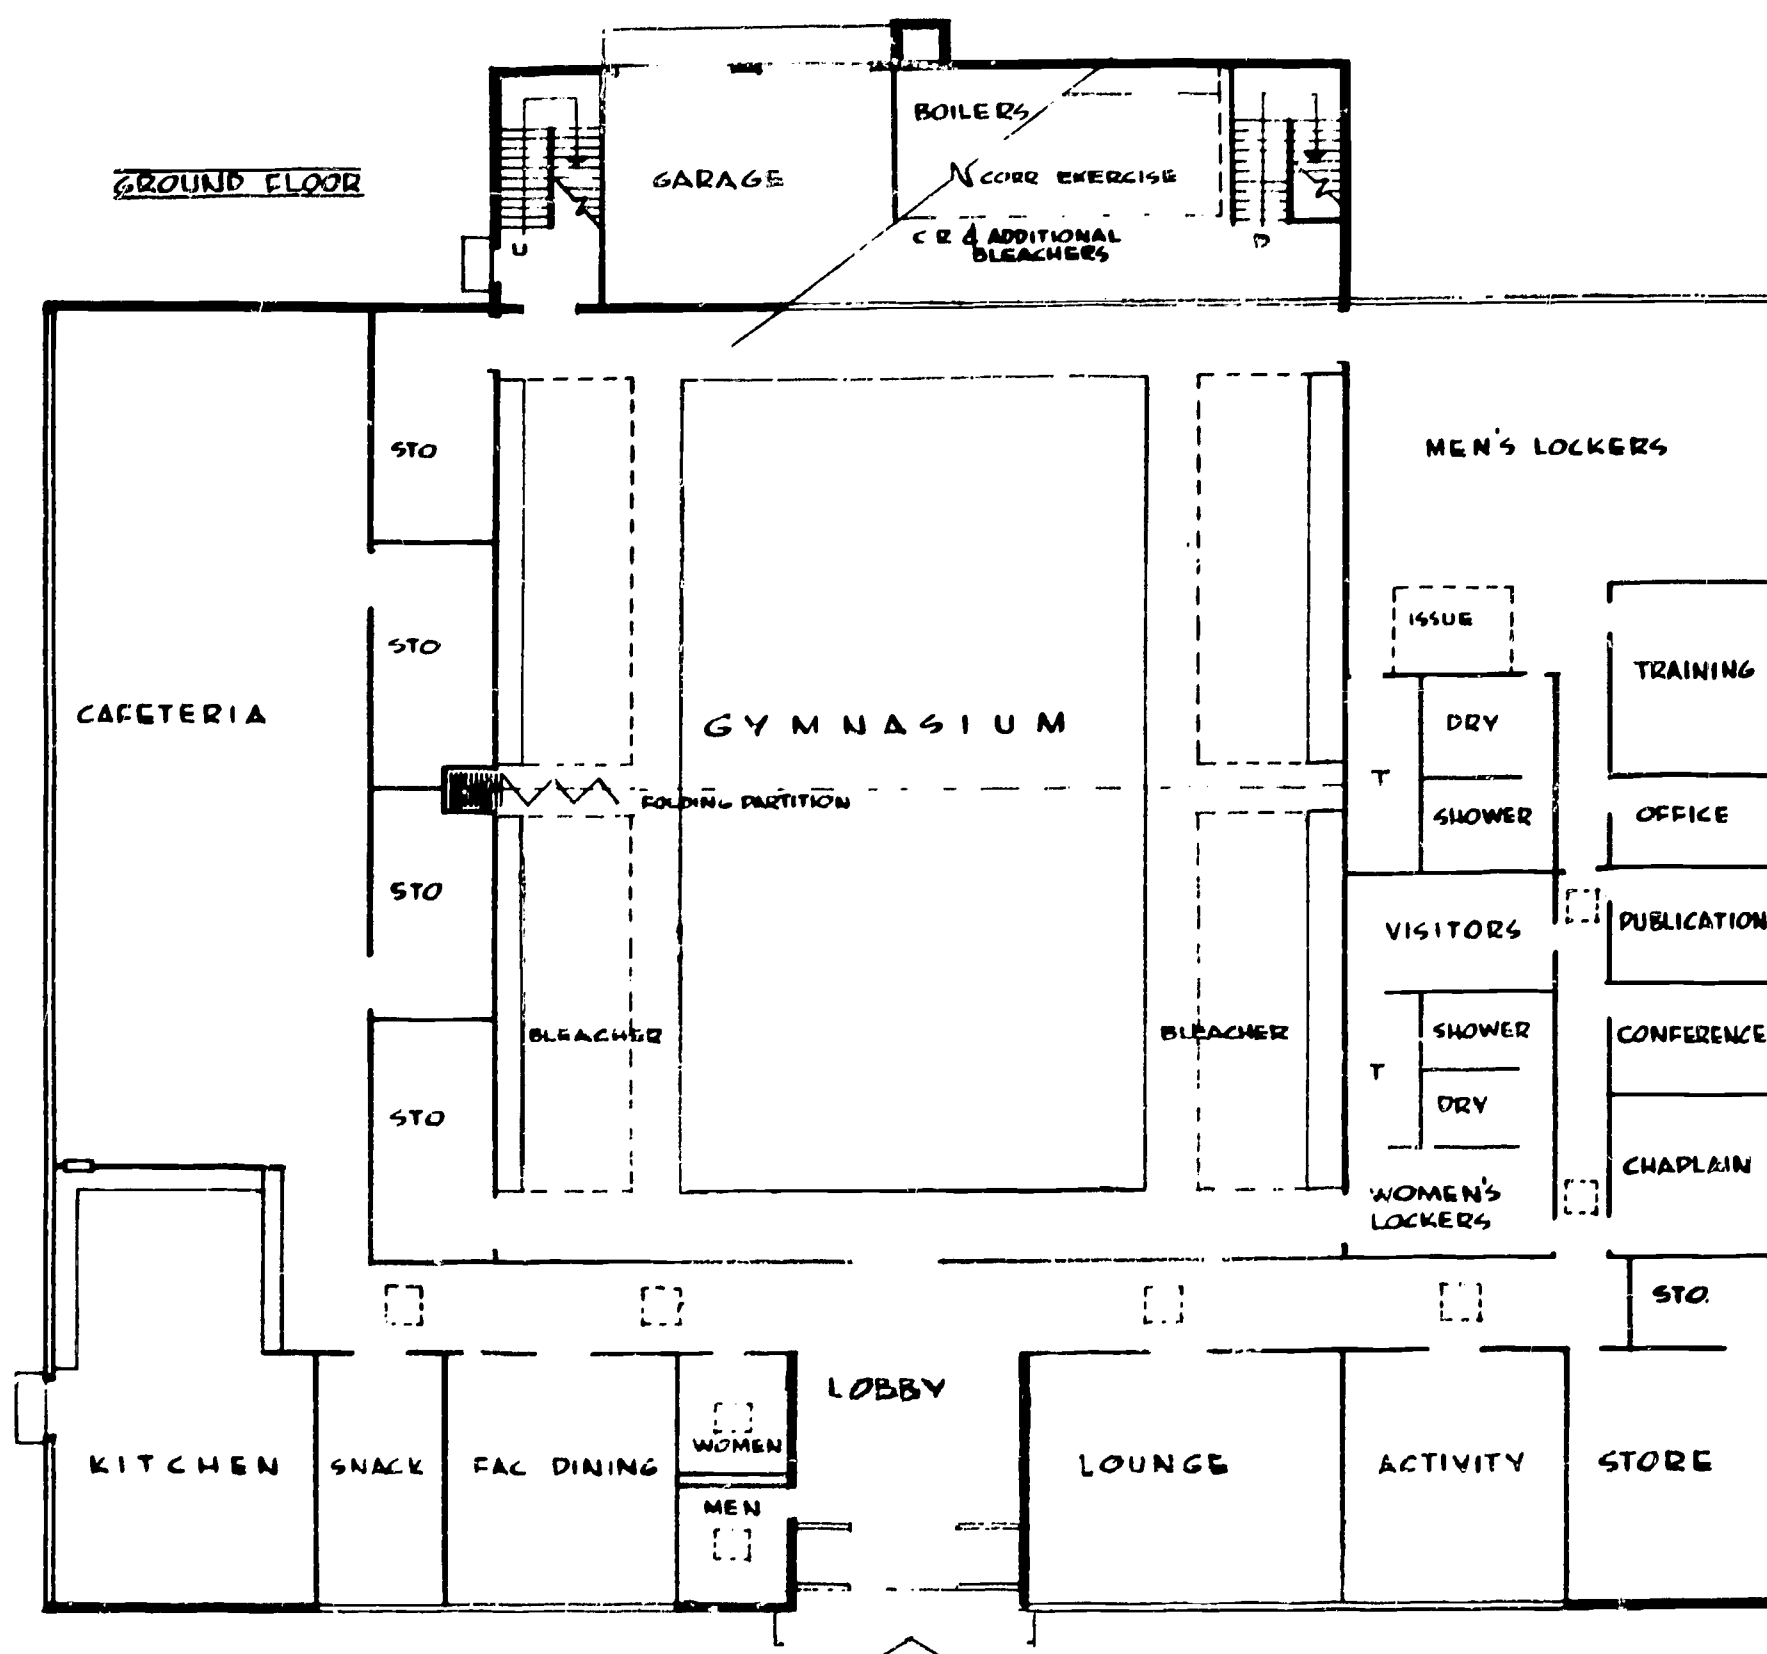 GROUND FLOOR
BOILERS
GARAGE
CORR EXERCISE
C R & ADDITIONAL
BLEACHERS
U
D
STO
MEN'S LOCKERS
ISSUE
STO
TRAINING
CAFETERIA
GYMNASIUM
DRY
T
FOLDING PARTITION
SHOWER
OFFICE
STO
VISITORS
PUBLICATION
BLEACHER
BLEACHER
SHOWER
CONFERENCE
T
STO
DRY
CHAPLAIN
WOMEN'S
LOCKERS
STO.
LOBBY
WOMEN
KITCHEN
SNACK
FAC DINING
LOUNGE
ACTIVITY
STORE
MEN